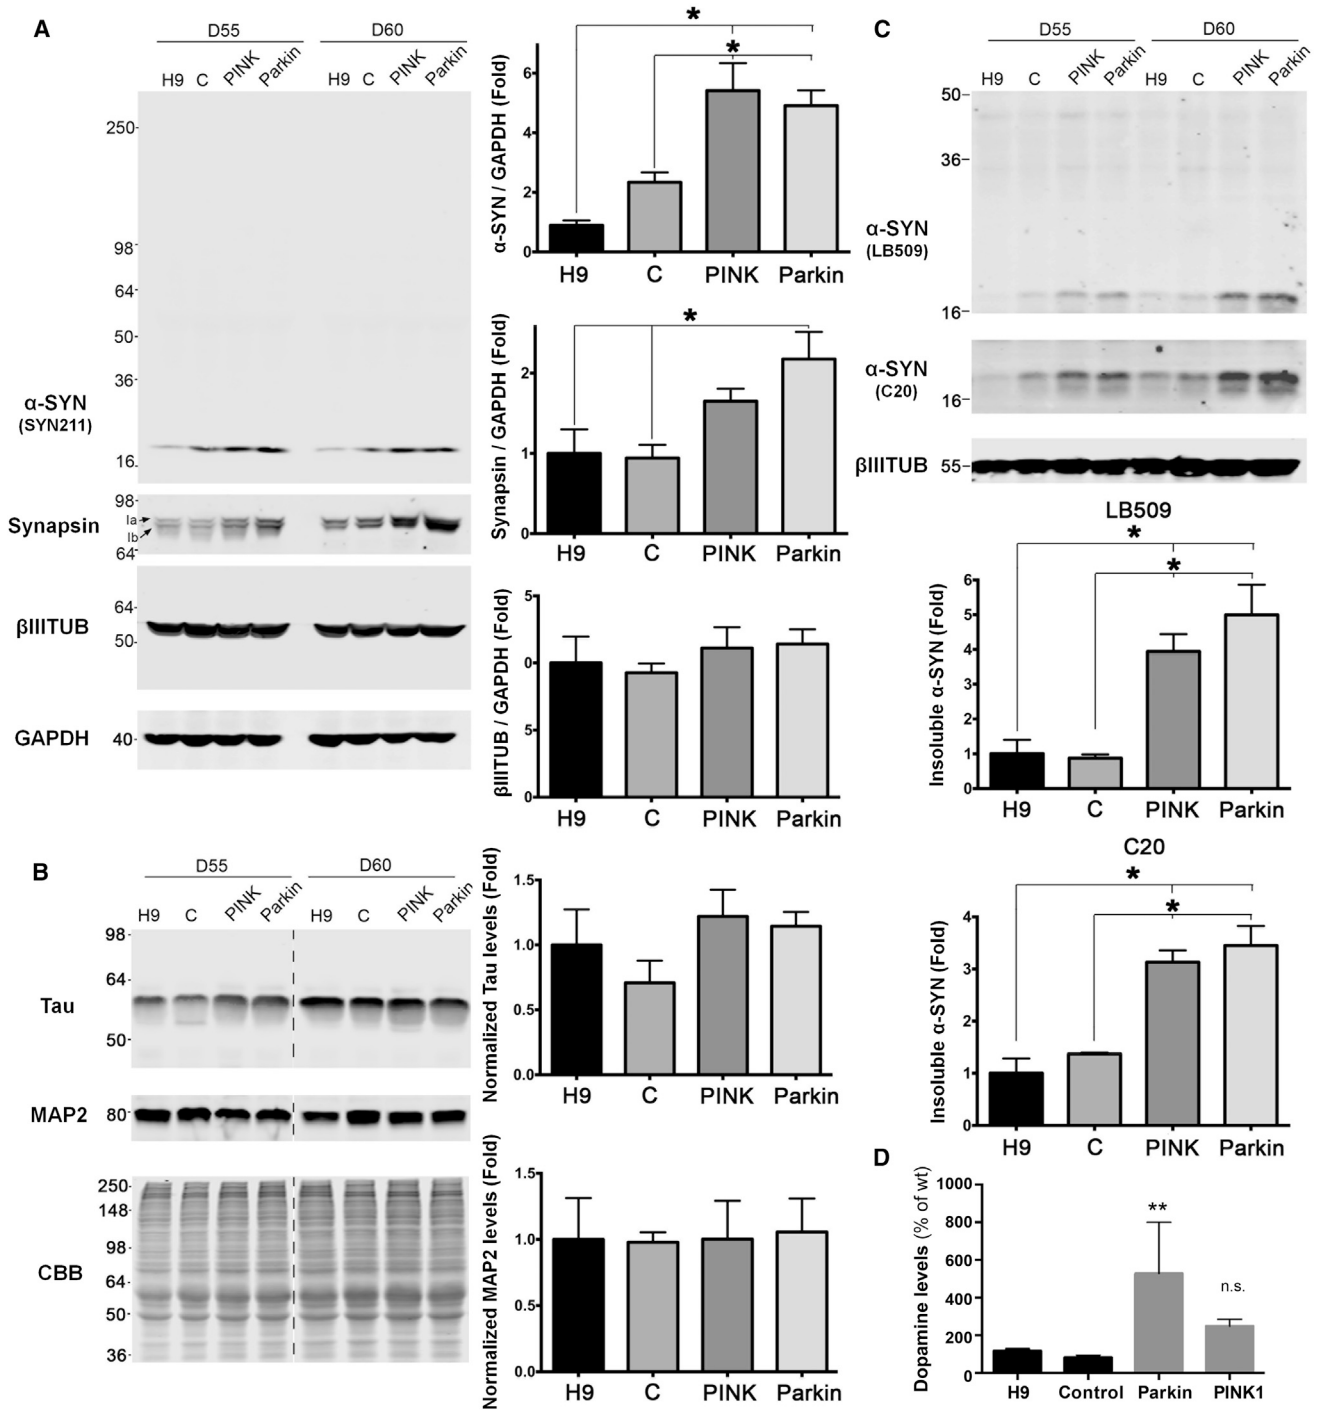 A
D55
D60
H9 C PINK Parkin
H9 C PINK Parkin
250
98
64
50
36
16
α-SYN
(SYN211)
98
Ia
Ib
64
Synapsin
64
50
βIIITUB
GAPDH
40
*
*
α-SYN / GAPDH (Fold)
6
4
2
0
H9 C PINK Parkin
*
Synapsin / GAPDH (Fold)
2
1
0
H9 C PINK Parkin
βIIITUB / GAPDH (Fold)
5
0
5
0
H9 C PINK Parkin
B
D55
D60
H9 C PINK Parkin
H9 C PINK Parkin
98
64
50
Tau
MAP2
80
250
148
98
64
50
36
CBB
Normalized Tau levels (Fold)
1.5
1.0
0.5
0.0
H9 C PINK Parkin
Normalized MAP2 levels (Fold)
1.5
1.0
0.5
0.0
H9 C PINK Parkin
C
D55
D60
H9 C PINK Parkin H9 C PINK Parkin
50
36
16
α-SYN
(LB509)
α-SYN
(C20)
16
βIIITUB
55
LB509
*
*
Insoluble α-SYN (Fold)
6
5
4
3
2
1
0
H9 C PINK Parkin
C20
*
*
Insoluble α-SYN (Fold)
4
3
2
1
0
H9 C PINK Parkin
D
Dopamine levels (% of wt)
1000
800
600
400
200
0
**
n.s.
H9 Control Parkin PINK1